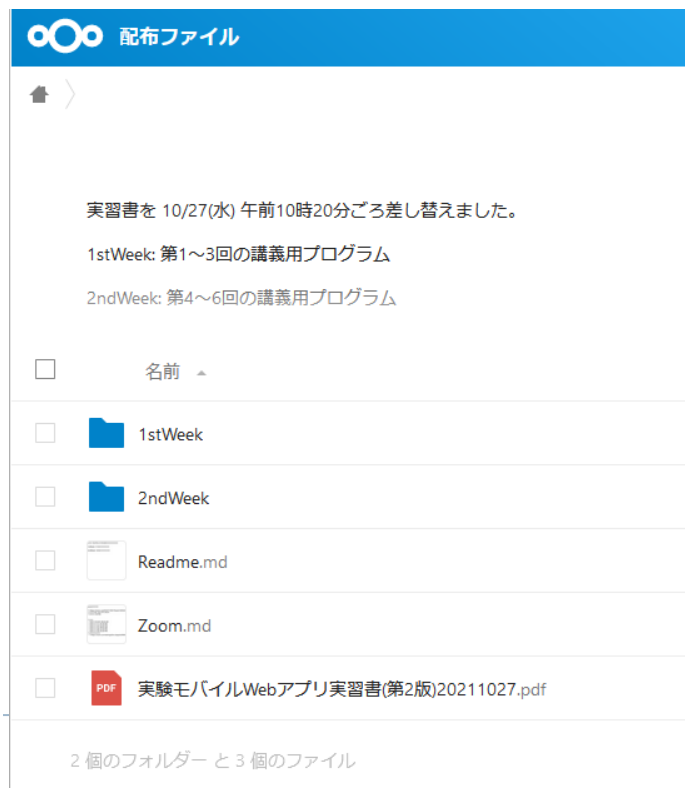 配布ファイル
実習書を 10/27(水) 午前10時20分ごろ差し替えました。
1stWeek: 第1～3回の講義用プログラム
2ndWeek: 第4～6回の講義用プログラム
名前
1stWeek
2ndWeek
Readme.md
Zoom.md
PDF 実験モバイルWebアプリ実習書(第2版)20211027.pdf
2 個のフォルダー と 3 個のファイル